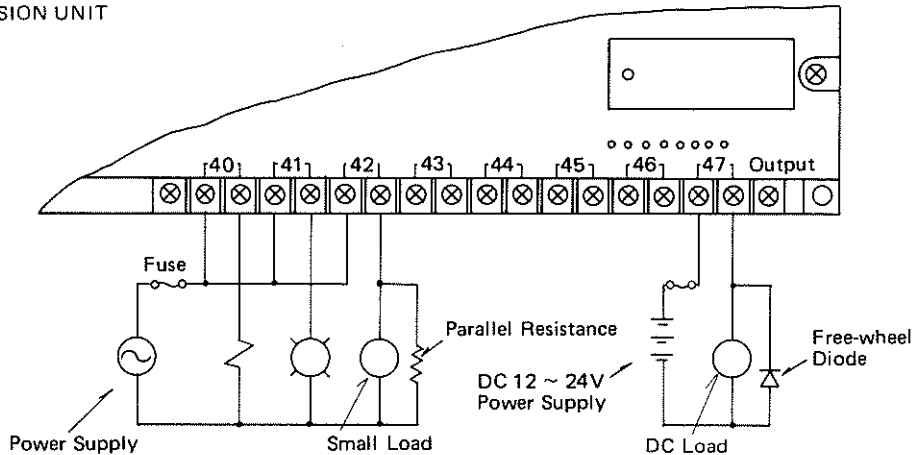 SION UNIT
40 41 42 43 44 45 46 47 Output
Fuse
Parallel Resistance
Free-wheel
Diode
DC 12 ~ 24V
Power Supply
Power Supply
Small Load
DC Load